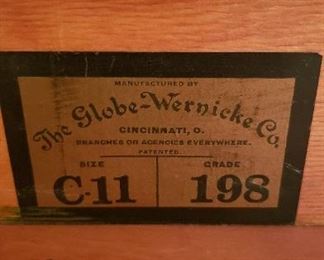 MANUFACTURED BY
The Globe-Wernicke Co.
CINCINNATI, O.
BRANCHES OR AGENCIES EVERYWHERE.
PATENTED
SIZE GRADE
C-11 198